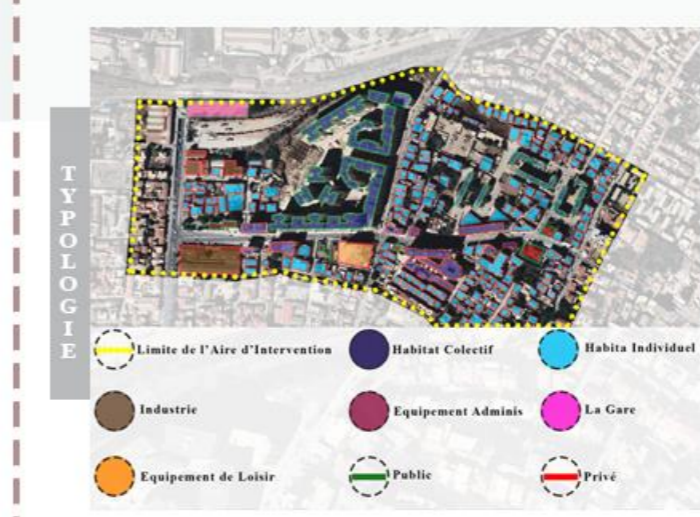 TYPOLOGIE
Limite de l'Aire d'Intervention
Habitat Colectif
Habita Individuel
Industrie
Equipement Adminis
La Gare
Equipement de Loisir
Public
Privé